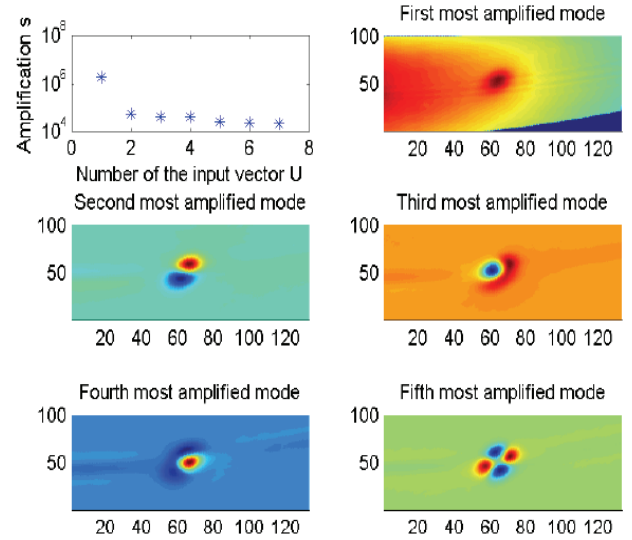 Amplification s
10^8
10^6
10^4
0 2 4 6 8
Number of the input vector U
First most amplified mode
100
50
20 40 60 80 100 120
Second most amplified mode
100
50
20 40 60 80 100 120
Third most amplified mode
100
50
20 40 60 80 100 120
Fourth most amplified mode
100
50
20 40 60 80 100 120
Fifth most amplified mode
100
50
20 40 60 80 100 120